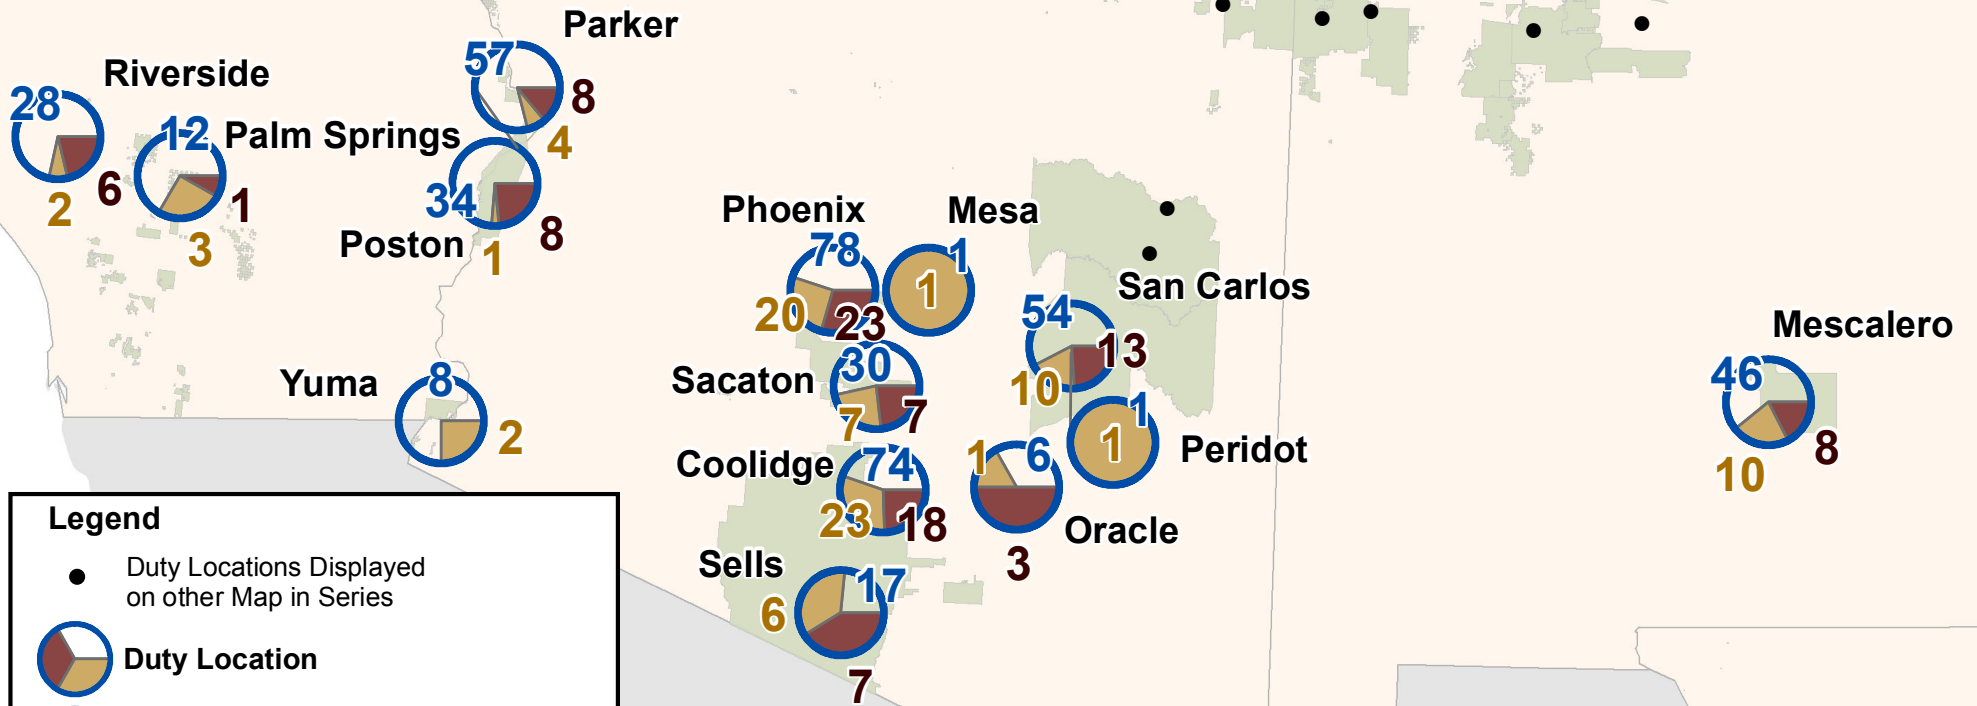 Parker
57
8
4
Riverside
28
6
2
12
Palm Springs
1
3
34
Poston
8
1
Phoenix
78
20
23
Mesa
1
1
San Carlos
54
13
10
Mescalero
46
8
10
Yuma
8
2
Sacaton
30
7
7
1
1
Peridot
Coolidge
74
23
18
1
6
3
Oracle
Sells
17
6
7
Legend
Duty Locations Displayed
on other Map in Series
Duty Location